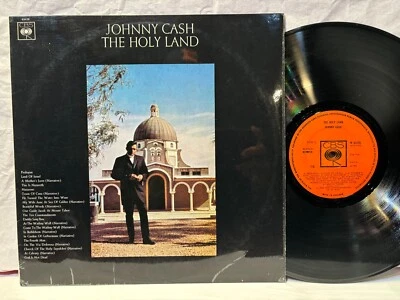 CBS
JOHNNY CASH
THE HOLY LAND
Prologue
Land Of Israel
A Mother's Love (Narrative)
This Is Nazareth
Nazarene
Town Of Cana (Narrative)
He Turned The Water Into Wine
My Wife June At Sea Of Galilee (Narrative)
Beautiful Words (Narrative)
Our Guide Jacob At Mount Tabor
The Ten Commandments
Daddy Sang Bass
At The Wailing Wall (Narrative)
Come To The Wailing Wall (Narrative)
In Bethlehem (Narrative)
In Garden Of Gethsemane (Narrative)
The Fourth Man
On The Via Dolorosa (Narrative)
Church Of The Holy Sepulchre (Narrative)
At Calvary (Narrative)
God Is Not Dead
THE HOLY LAND
JOHNNY CASH
CBS